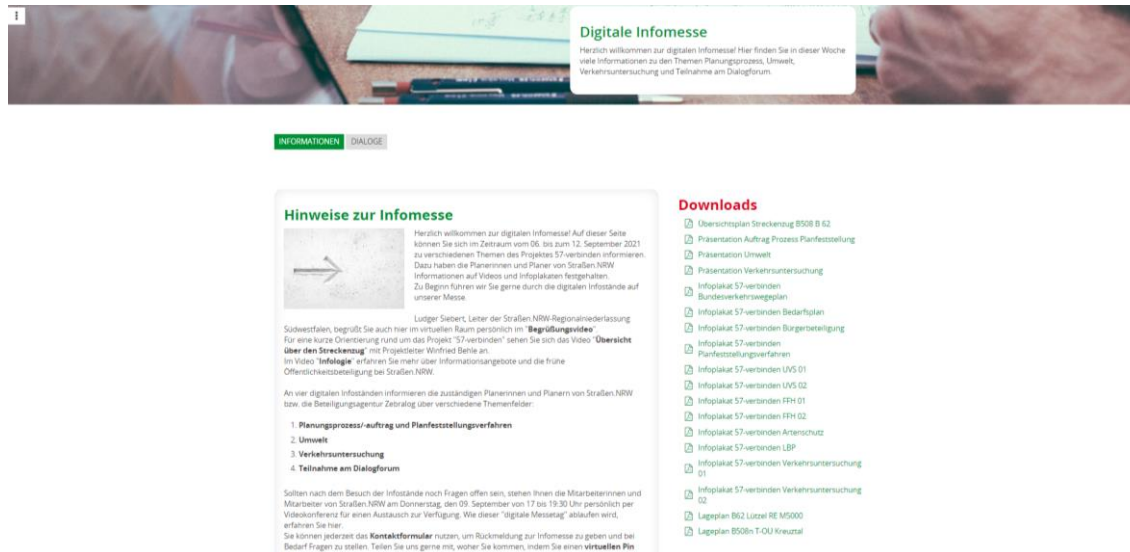 Digitale Infomesse
Herzlich willkommen zur digitalen Infomesse! Hier finden Sie in dieser Woche
viele Informationen zu den Themen Planungsprozess, Umwelt,
Verkehrsuntersuchung und Teilnahme am Dialogforum.
INFORMATIONEN DIALOGE
Hinweise zur Infomesse
Herzlich willkommen zur digitalen Infomesse! Auf dieser Seite
können Sie sich im Zeitraum vom 06. bis zum 12. September 2021
zu verschiedenen Themen des Projektes 57-verbinden informieren.
Dazu haben die Planerinnen und Planer von Straßen.NRW
Informationen auf Videos und Infoplakaten festgehalten.
Zu Beginn führen wir Sie gerne durch die digitalen Infostände auf
unserer Messe.
Ludger Siebert, Leiter der Straßen.NRW-Regionalniederlassung
Südwestfalen, begrüßt Sie auch hier im virtuellen Raum persönlich im "Begrüßungsvideo".
Für eine kurze Orientierung rund um das Projekt "57-verbinden" sehen Sie sich das Video "Übersicht
über den Streckenzug" mit Projektleiter Winfried Behle an.
Im Video "Infologie" erfahren Sie mehr über Informationsangebote und die frühe
Öffentlichkeitsbeteiligung bei Straßen.NRW.
An vier digitalen Infoständen informieren die zuständigen Planerinnen und Planern von Straßen.NRW
bzw. die Beteiligungsagentur Zebralog über verschiedene Themenfelder:
1. Planungsprozess/-auftrag und Planfeststellungsverfahren
2. Umwelt
3. Verkehrsuntersuchung
4. Teilnahme am Dialogforum
Sollten nach dem Besuch der Infostände noch Fragen offen sein, stehen Ihnen die Mitarbeiterinnen und
Mitarbeiter von Straßen.NRW am Donnerstag, den 09. September von 17 bis 19:30 Uhr persönlich per
Videokonferenz für einen Austausch zur Verfügung. Wie dieser "digitale Messetag" ablaufen wird,
erfahren Sie hier.
Sie können jederzeit das Kontaktformular nutzen, um Rückmeldung zur Infomesse zu geben und bei
Bedarf Fragen zu stellen. Teilen Sie uns gerne mit, woher Sie kommen, indem Sie einen virtuellen Pin
Downloads
Übersichtsplan Streckenzug B508 B 62
Präsentation Auftrag Prozess Planfeststellung
Präsentation Umwelt
Präsentation Verkehrsuntersuchung
Infoplakat 57-verbinden
Bundesverkehrswegeplan
Infoplakat 57-verbinden Bedarfsplan
Infoplakat 57-verbinden Bürgerbeteiligung
Infoplakat 57-verbinden
Planfeststellungsverfahren
Infoplakat 57-verbinden UVS 01
Infoplakat 57-verbinden UVS 02
Infoplakat 57-verbinden FFH 01
Infoplakat 57-verbinden FFH 02
Infoplakat 57-verbinden Artenschutz
Infoplakat 57-verbinden LBP
Infoplakat 57-verbinden Verkehrsuntersuchung
01
Infoplakat 57-verbinden Verkehrsuntersuchung
02
Lageplan B62 Lützel RE M5000
Lageplan B508n T-OU Kreuztal